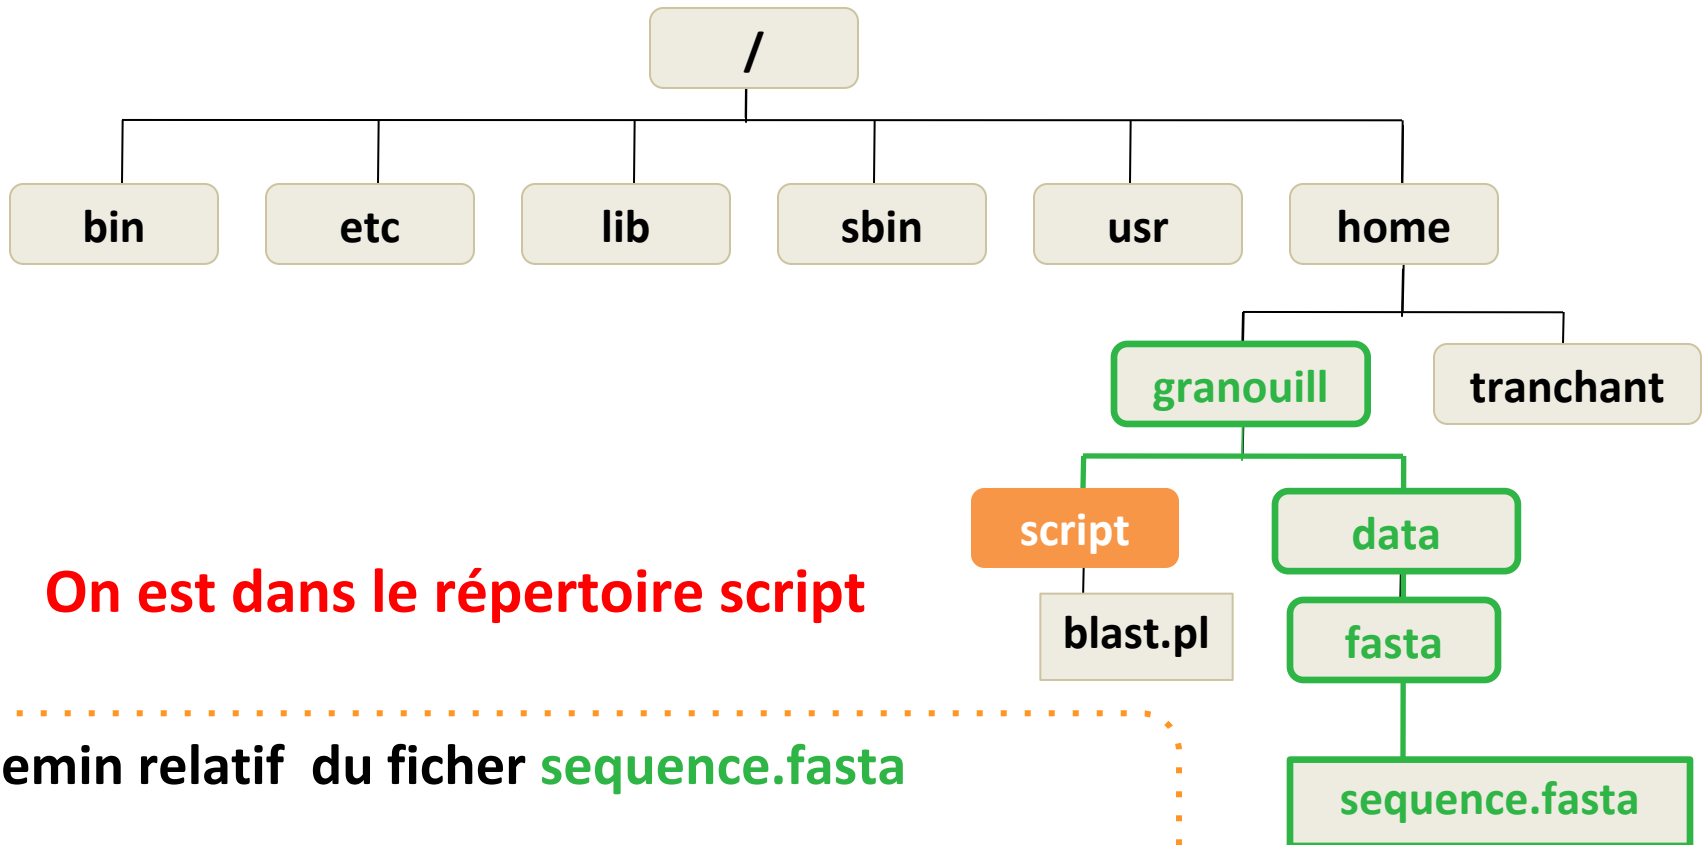 /
bin
etc
lib
sbin
usr
home
granouill
tranchant
script
data
On est dans le répertoire script
blast.pl
fasta
emin relatif du ficher sequence.fasta
sequence.fasta